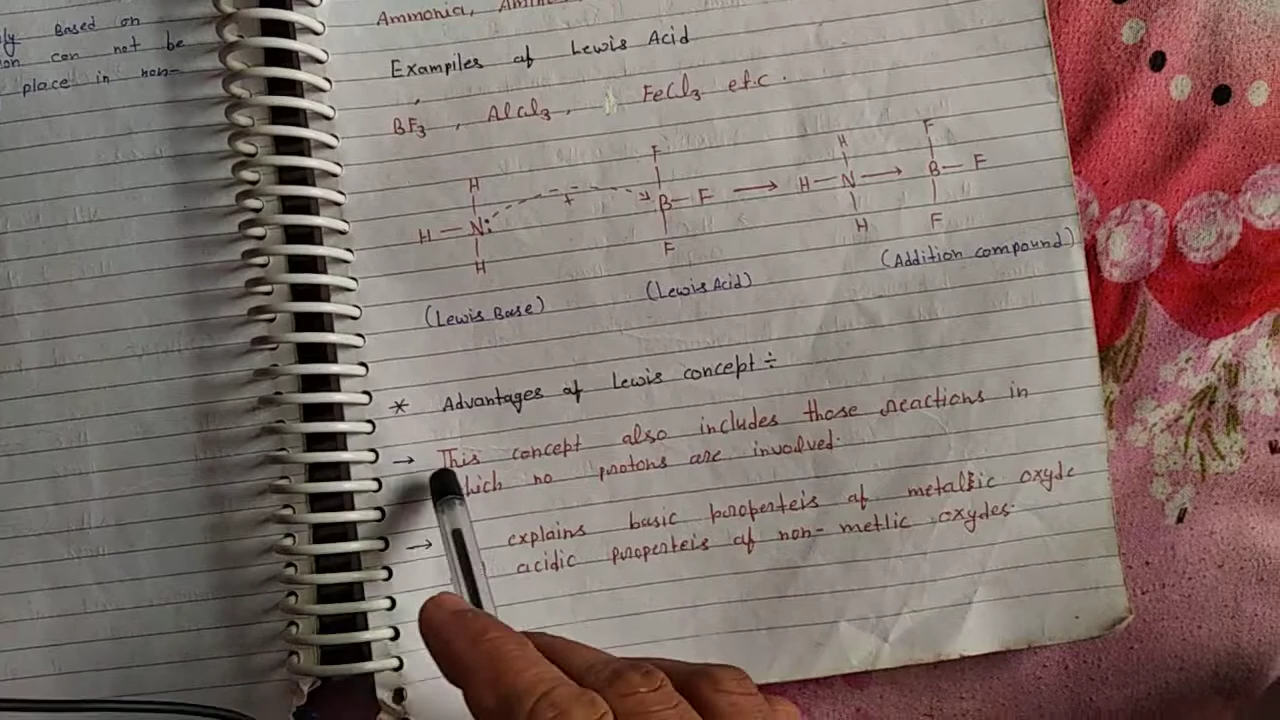 Based on
can not be
place in non-
Ammonia,
Exampiles of Lewis Acid
BF3 , AlCl3 , FeCl3 etc.
H F H F
H — N: + B — F → H — N → B — F
H F H F
(Lewis Base) (Lewis Acid) (Addition compound)
* Advantages of Lewis concept ÷
→ This concept also includes those reactions in
which no protons are involved.
→ explains basic properteis of metallic oxyde
acidic properteis of non-metlic oxydes.